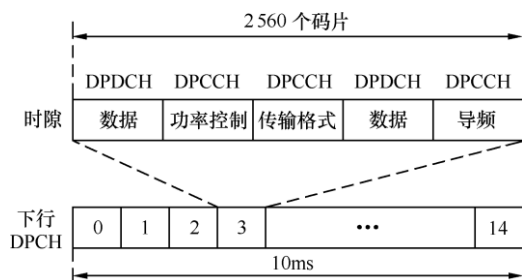 2 560 个码片
DPDCH DPCCH DPCCH DPDCH DPCCH
时隙 数据 功率控制 传输格式 数据 导频
下行
DPCH
0 1 2 3 ••• 14
10ms